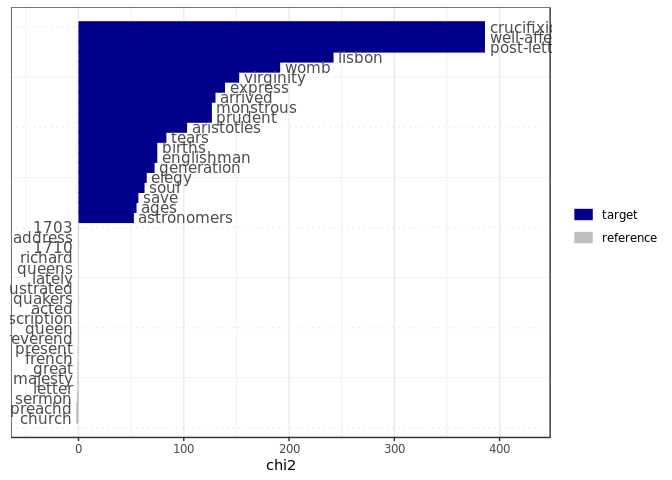 crucifixi
well-affe
post-lett
lisbon
womb
virginity
express
arrived
monstrous
prudent
aristotles
tears
births
englishman
generation
elegy
soul
save
ages
astronomers
1703
address
1710
richard
queens
lately
ustrated
quakers
acted
scription
queen
reverend
present
french
great
majesty
letter
sermon
preachd
church
0 100 200 300 400
chi2
target
reference